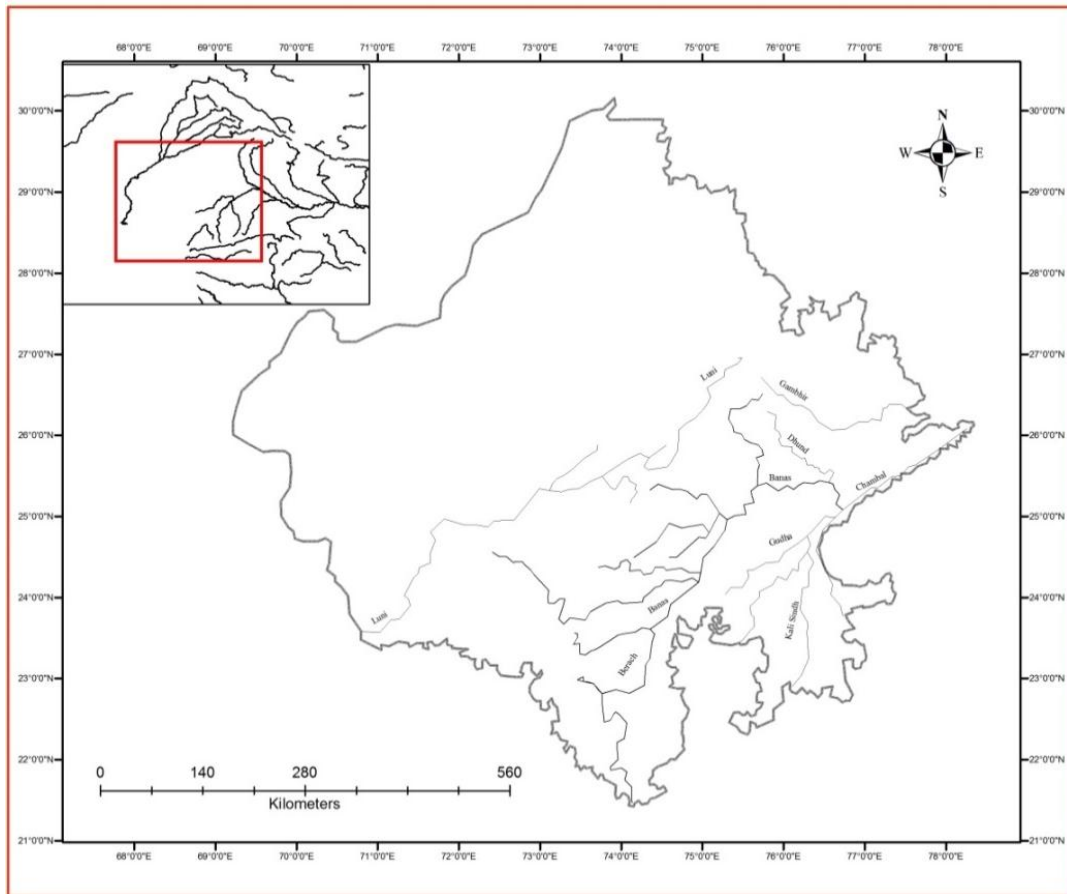 68°0'0"E 69°0'0"E 70°0'0"E 71°0'0"E 72°0'0"E 73°0'0"E 74°0'0"E 75°0'0"E 76°0'0"E 77°0'0"E 78°0'0"E
30°0'0"N 30°0'0"N
N
W E
S
29°0'0"N 29°0'0"N
28°0'0"N 28°0'0"N
27°0'0"N 27°0'0"N
Luni
Gambhir
26°0'0"N 26°0'0"N
Dhund
Banas
Chambal
25°0'0"N 25°0'0"N
Gudha
24°0'0"N 24°0'0"N
Luni
Banas
Kali Sindh
23°0'0"N 23°0'0"N
Berach
22°0'0"N 22°0'0"N
0 140 280 560
Kilometers
21°0'0"N 21°0'0"N
68°0'0"E 69°0'0"E 70°0'0"E 71°0'0"E 72°0'0"E 73°0'0"E 74°0'0"E 75°0'0"E 76°0'0"E 77°0'0"E 78°0'0"E